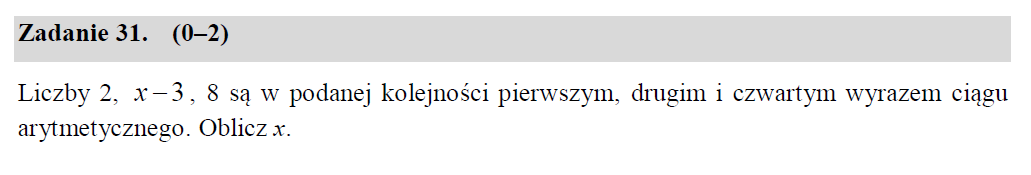 Zadanie 31. (0–2)
Liczby 2, x−3, 8 są w podanej kolejności pierwszym, drugim i czwartym wyrazem ciągu
arytmetycznego. Oblicz x.